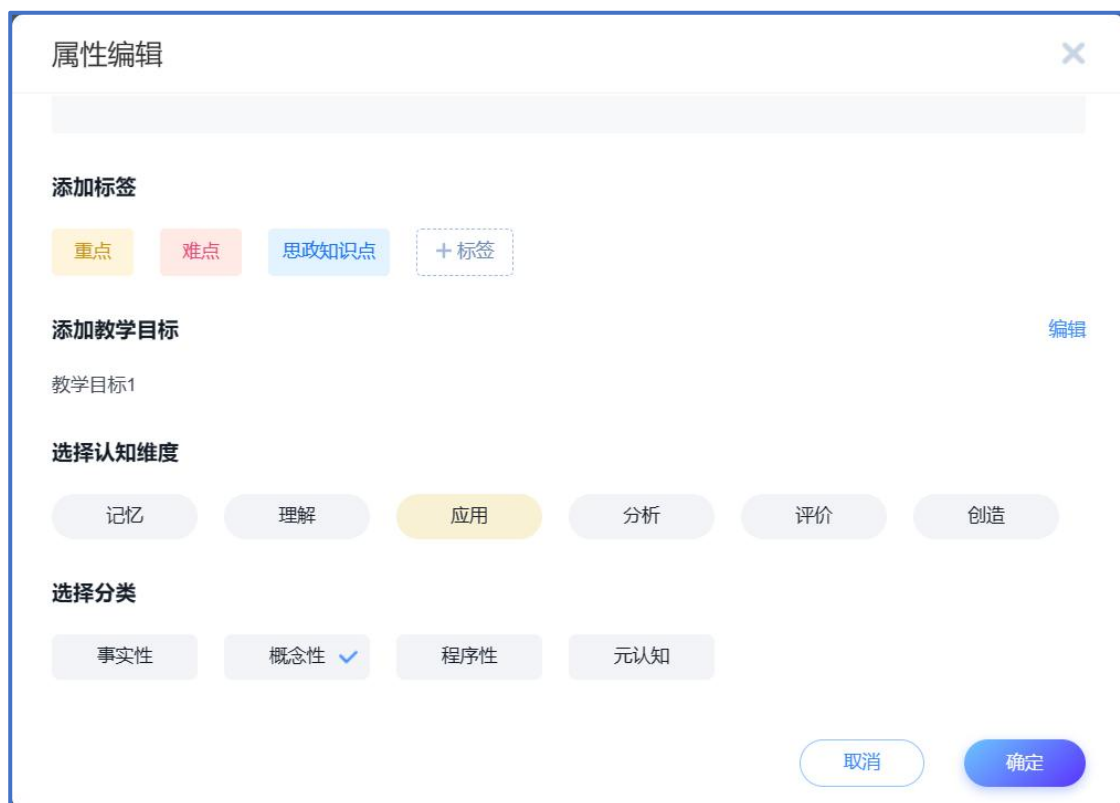 属性编辑
添加标签
重点 难点 思政知识点 +标签
添加教学目标 编辑
教学目标1
选择认知维度
记忆 理解 应用 分析 评价 创造
选择分类
事实性 概念性 程序性 元认知
取消 确定